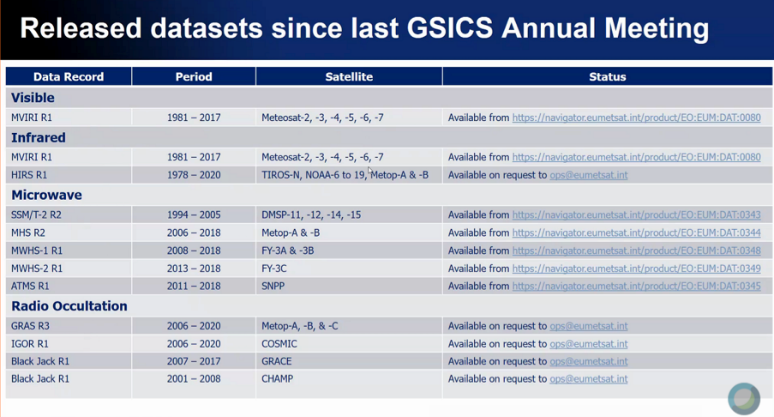 Released datasets since last GSICS Annual Meeting
Data Record Period Satellite Status
Visible
MVIRI R1 1981 – 2017 Meteosat-2, -3, -4, -5, -6, -7 Available from https://navigator.eumetsat.int/product/EO:EUM:DAT:0080
Infrared
MVIRI R1 1981 – 2017 Meteosat-2, -3, -4, -5, -6, -7 Available from https://navigator.eumetsat.int/product/EO:EUM:DAT:0080
HIRS R1 1978 – 2020 TIROS-N, NOAA-6 to 19, Metop-A & -B Available on request to ops@eumetsat.int
Microwave
SSM/T-2 R2 1994 – 2005 DMSP-11, -12, -14, -15 Available from https://navigator.eumetsat.int/product/EO:EUM:DAT:0343
MHS R2 2006 – 2018 Metop-A & -B Available from https://navigator.eumetsat.int/product/EO:EUM:DAT:0344
MWHS-1 R1 2008 – 2018 FY-3A & -3B Available from https://navigator.eumetsat.int/product/EO:EUM:DAT:0348
MWHS-2 R1 2013 – 2018 FY-3C Available from https://navigator.eumetsat.int/product/EO:EUM:DAT:0349
ATMS R1 2011 – 2018 SNPP Available from https://navigator.eumetsat.int/product/EO:EUM:DAT:0345
Radio Occultation
GRAS R3 2006 – 2020 Metop-A, -B, & -C Available on request to ops@eumetsat.int
IGOR R1 2006 – 2020 COSMIC Available on request to ops@eumetsat.int
Black Jack R1 2007 – 2017 GRACE Available on request to ops@eumetsat.int
Black Jack R1 2001 – 2008 CHAMP Available on request to ops@eumetsat.int